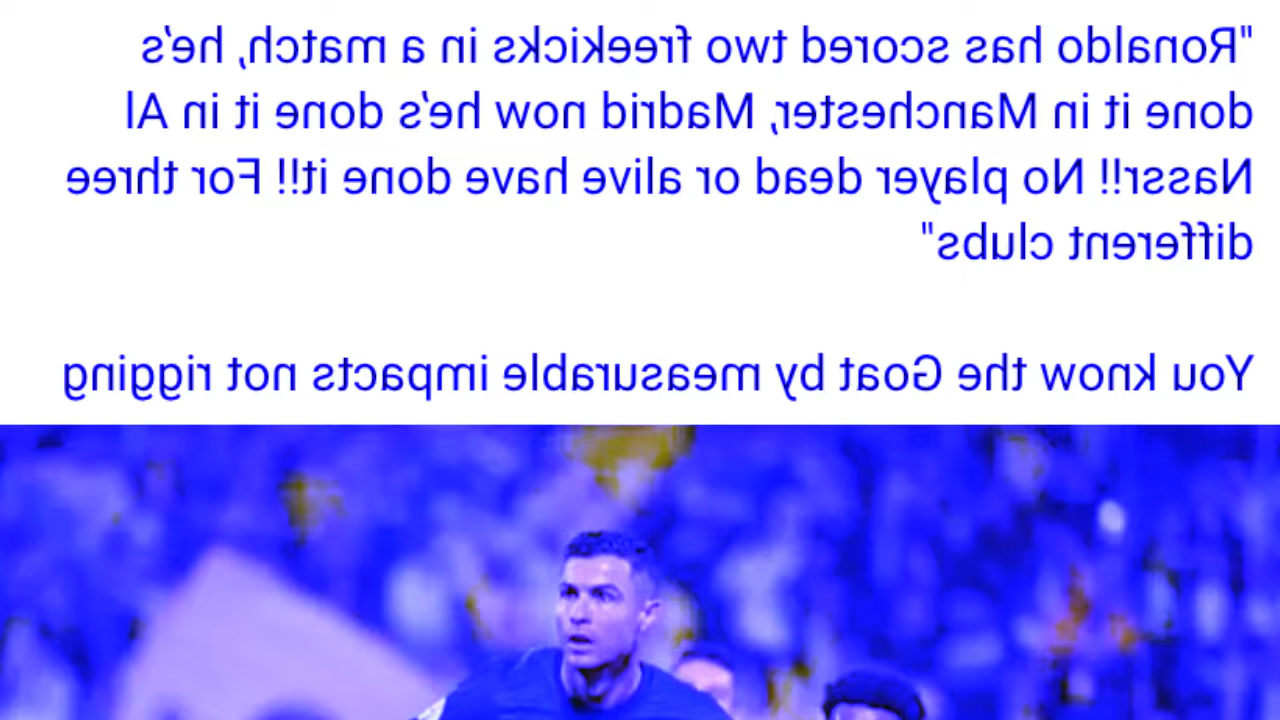 "Ronaldo has scored two freekicks in a match, he's
done it in Manchester, Madrid now he's done it in Al
Nassr!! No player dead or alive have done it!! For three
different clubs"
You know the Goat by measurable impacts not rigging